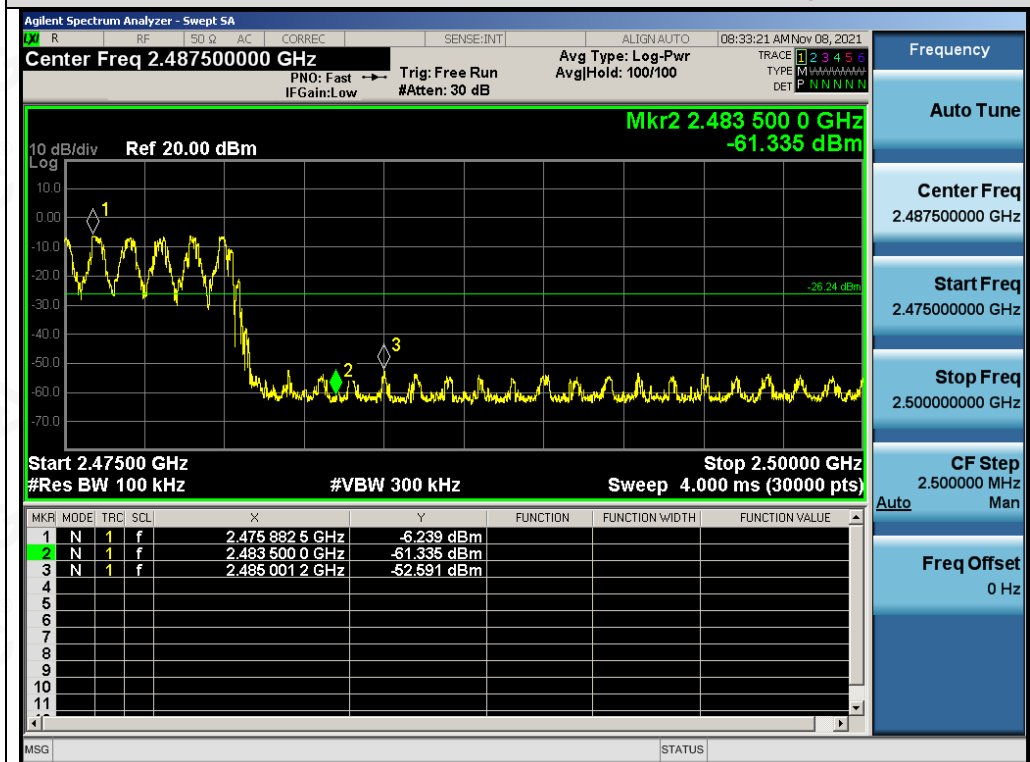 Agilent Spectrum Analyzer - Swept SA
LXI R RF 50 Ω AC CORREC SENSE:INT ALIGN AUTO 08:33:21 AM Nov 08, 2021
Center Freq 2.487500000 GHz
PNO: Fast
IFGain:Low
Trig: Free Run
#Atten: 30 dB
Avg Type: Log-Pwr
Avg|Hold: 100/100
TRACE 1 2 3 4 5 6
TYPE M WWWWW
DET P N N N N N
Mkr2 2.483 500 0 GHz
-61.335 dBm
10 dB/div Ref 20.00 dBm
Log
10.0
0.00
-10.0
-20.0
-30.0
-40.0
-50.0
-60.0
-70.0
1
2
3
-26.24 dBm
Start 2.47500 GHz Stop 2.50000 GHz
#Res BW 100 kHz #VBW 300 kHz Sweep 4.000 ms (30000 pts)
MKR MODE TRC SCL X Y FUNCTION FUNCTION WIDTH FUNCTION VALUE
1 N 1 f 2.475 882 5 GHz -6.239 dBm
2 N 1 f 2.483 500 0 GHz -61.335 dBm
3 N 1 f 2.485 001 2 GHz -52.591 dBm
4
5
6
7
8
9
10
11
MSG STATUS
Frequency
Auto Tune
Center Freq
2.487500000 GHz
Start Freq
2.475000000 GHz
Stop Freq
2.500000000 GHz
CF Step
2.500000 MHz
Auto Man
Freq Offset
0 Hz